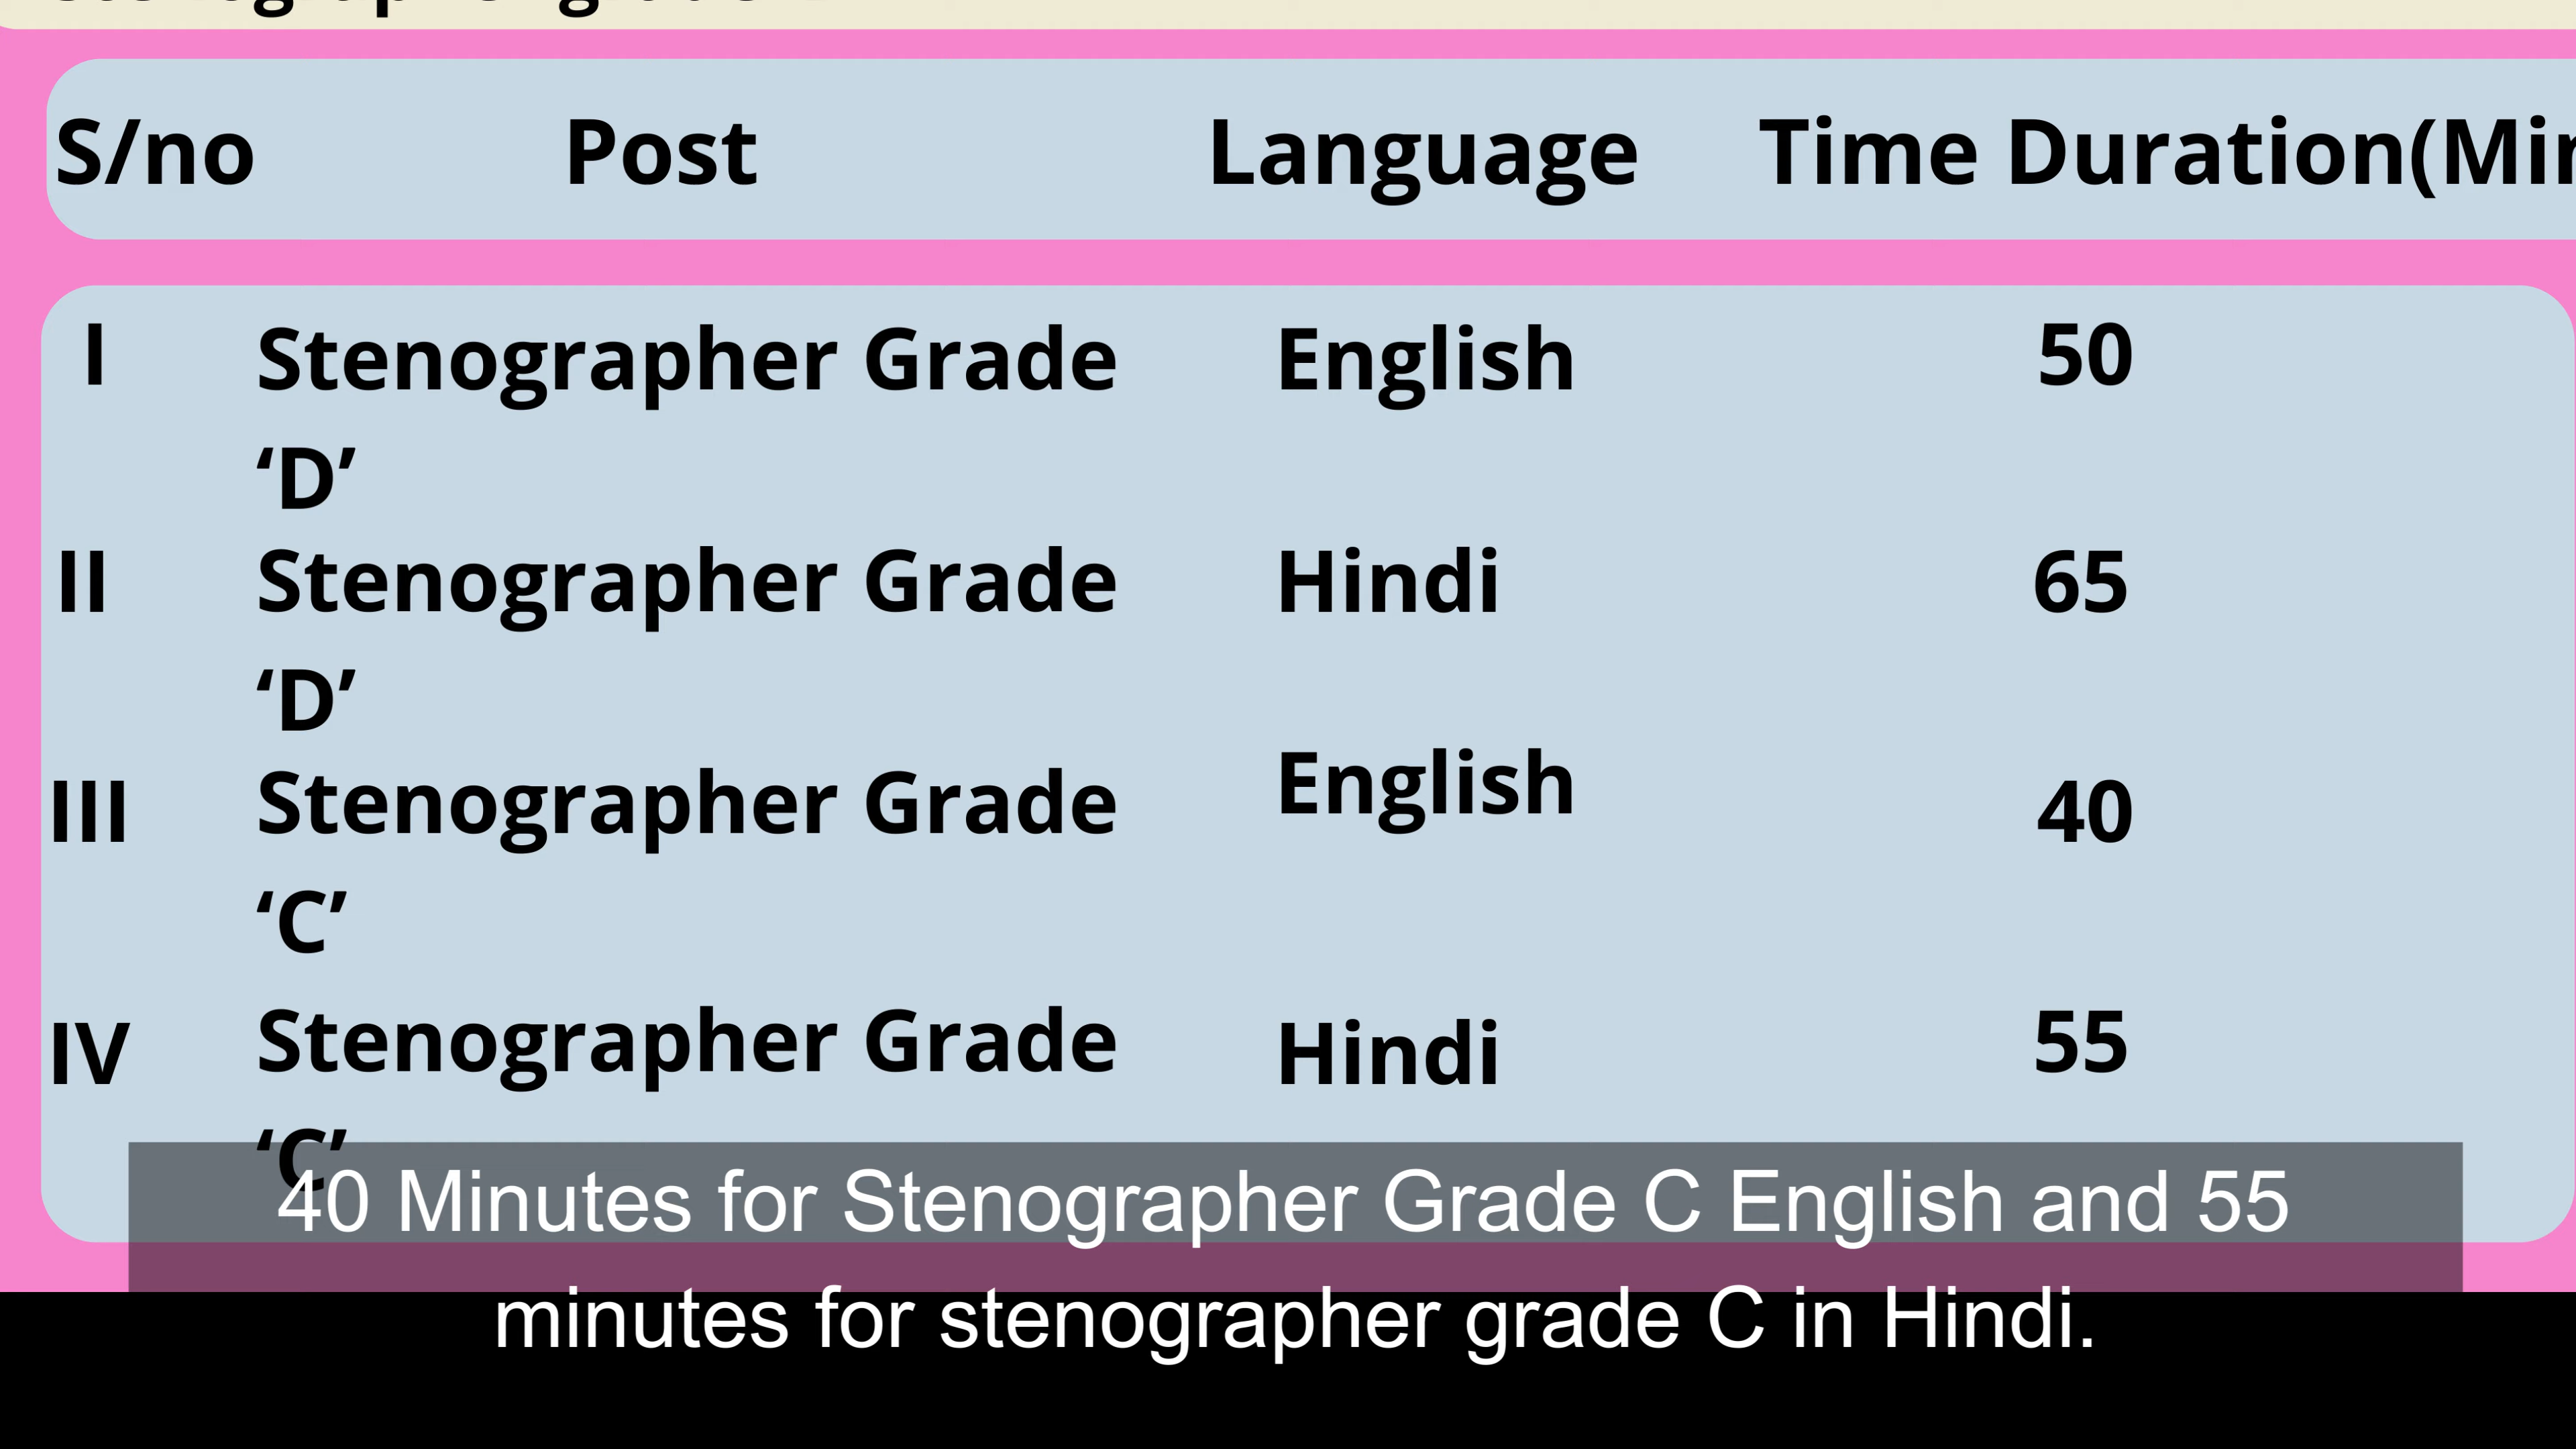 S/no Post Language Time Duration(Min
I Stenographer Grade English 50
‘D’
II Stenographer Grade Hindi 65
‘D’
III Stenographer Grade English 40
‘C’
IV Stenographer Grade Hindi 55
‘C’
40 Minutes for Stenographer Grade C English and 55
minutes for stenographer grade C in Hindi.